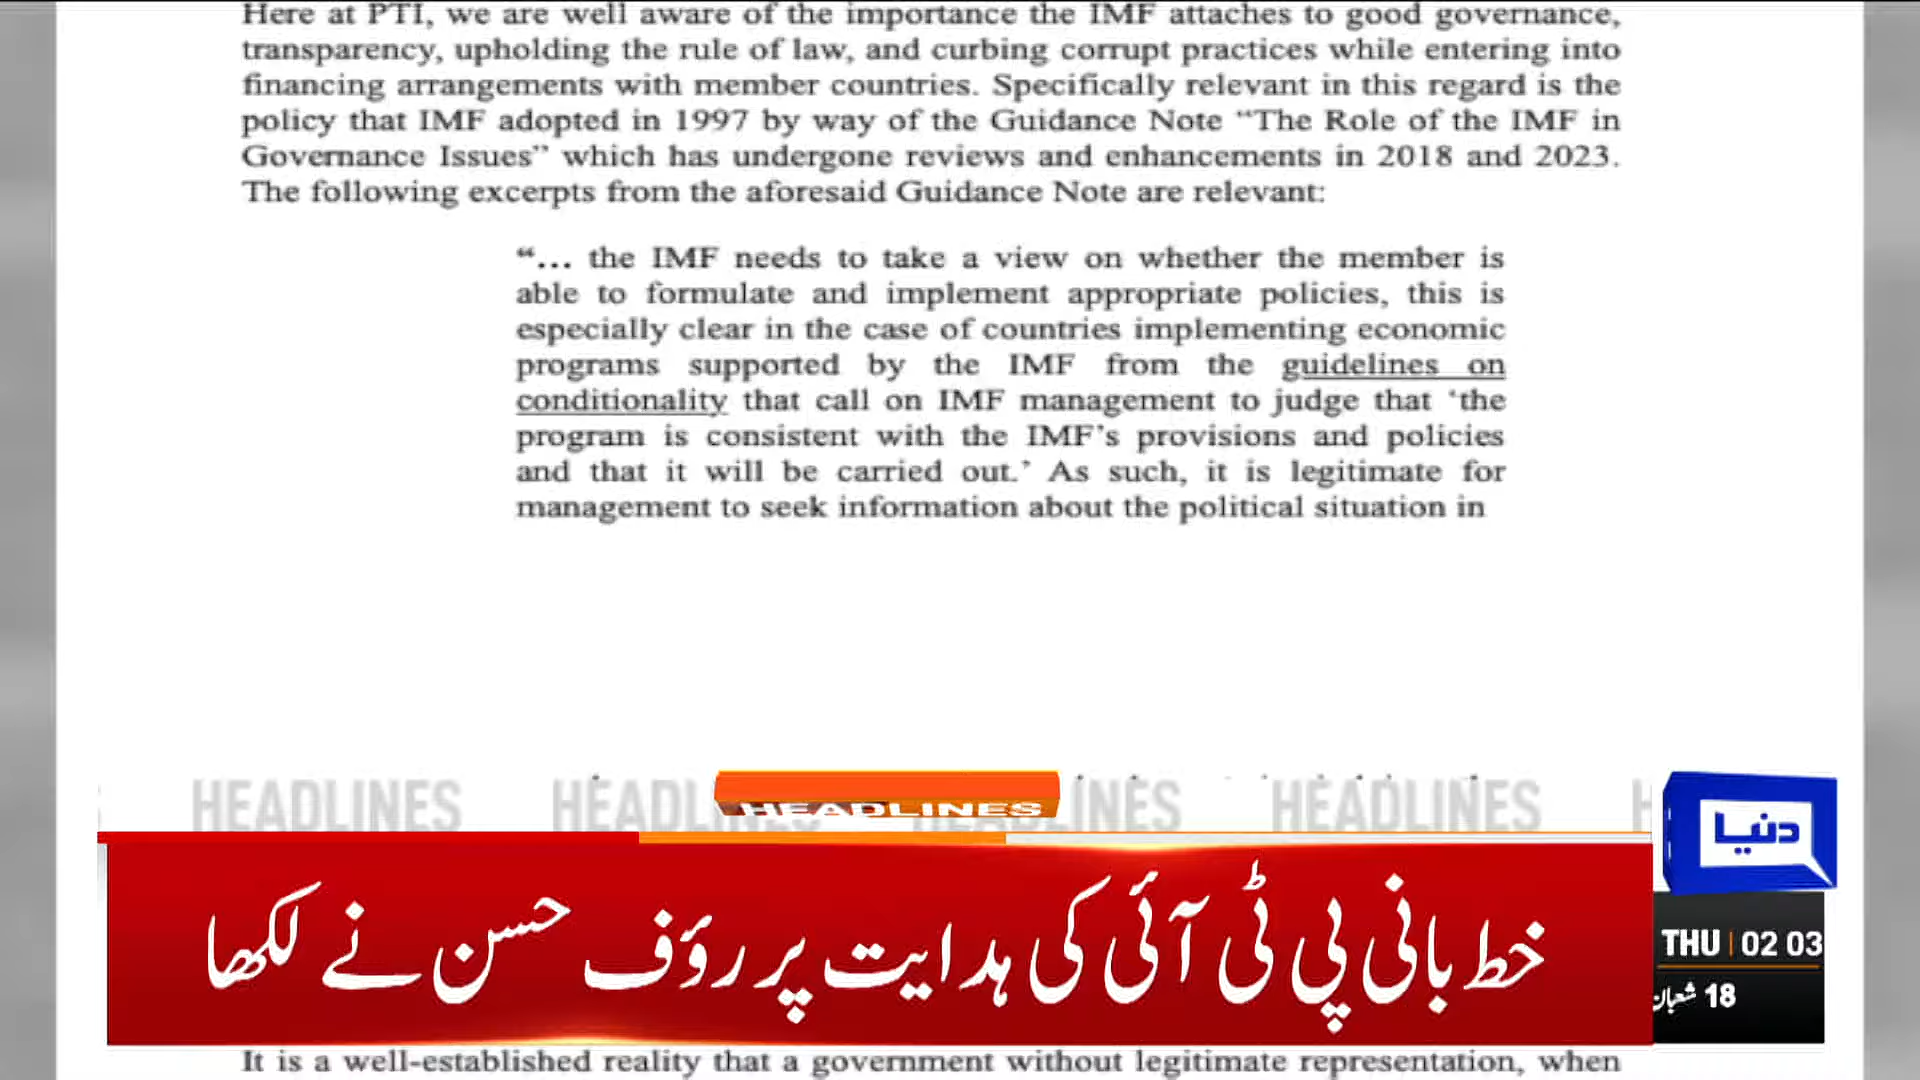 Here at PTI, we are well aware of the importance the IMF attaches to good governance,
transparency, upholding the rule of law, and curbing corrupt practices while entering into
financing arrangements with member countries. Specifically relevant in this regard is the
policy that IMF adopted in 1997 by way of the Guidance Note “The Role of the IMF in
Governance Issues” which has undergone reviews and enhancements in 2018 and 2023.
The following excerpts from the aforesaid Guidance Note are relevant:
“… the IMF needs to take a view on whether the member is
able to formulate and implement appropriate policies, this is
especially clear in the case of countries implementing economic
programs supported by the IMF from the guidelines on
conditionality that call on IMF management to judge that ‘the
program is consistent with the IMF’s provisions and policies
and that it will be carried out.’ As such, it is legitimate for
management to seek information about the political situation in
HEADLINES HEADLINES HEADLINES
HEADLINES
دنیا
خط بانی پی ٹی آئی کی ہدایت پر رؤف حسن نے لکھا
THU 02 03
18 شعبان
It is a well-established reality that a government without legitimate representation, when